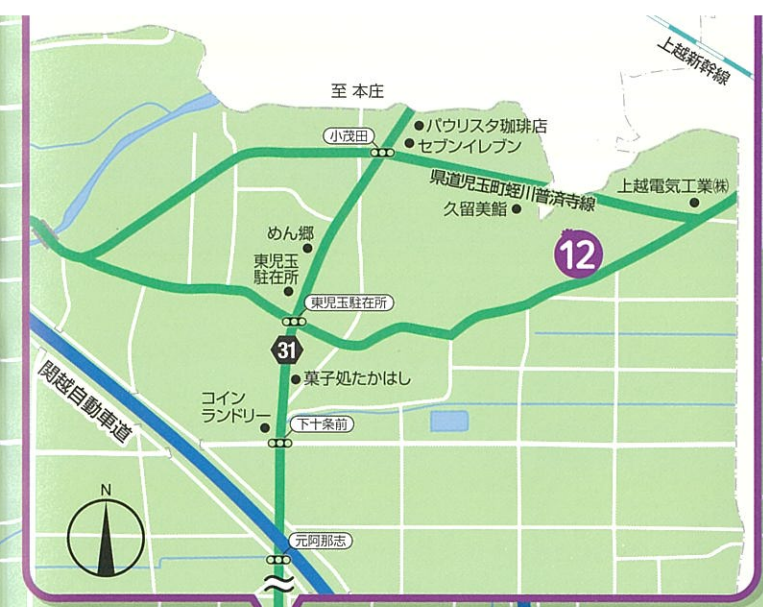 上越新幹線
至 本庄
小茂田
パウリスタ珈琲店
セブンイレブン
県道児玉町蛭川普済寺線
上越電気工業㈱
久留美鮨
めん郷
東児玉
駐在所
12
東児玉駐在所
31
菓子処たかはし
関越自動車道
コイン
ランドリー
下十条前
N
元阿那志